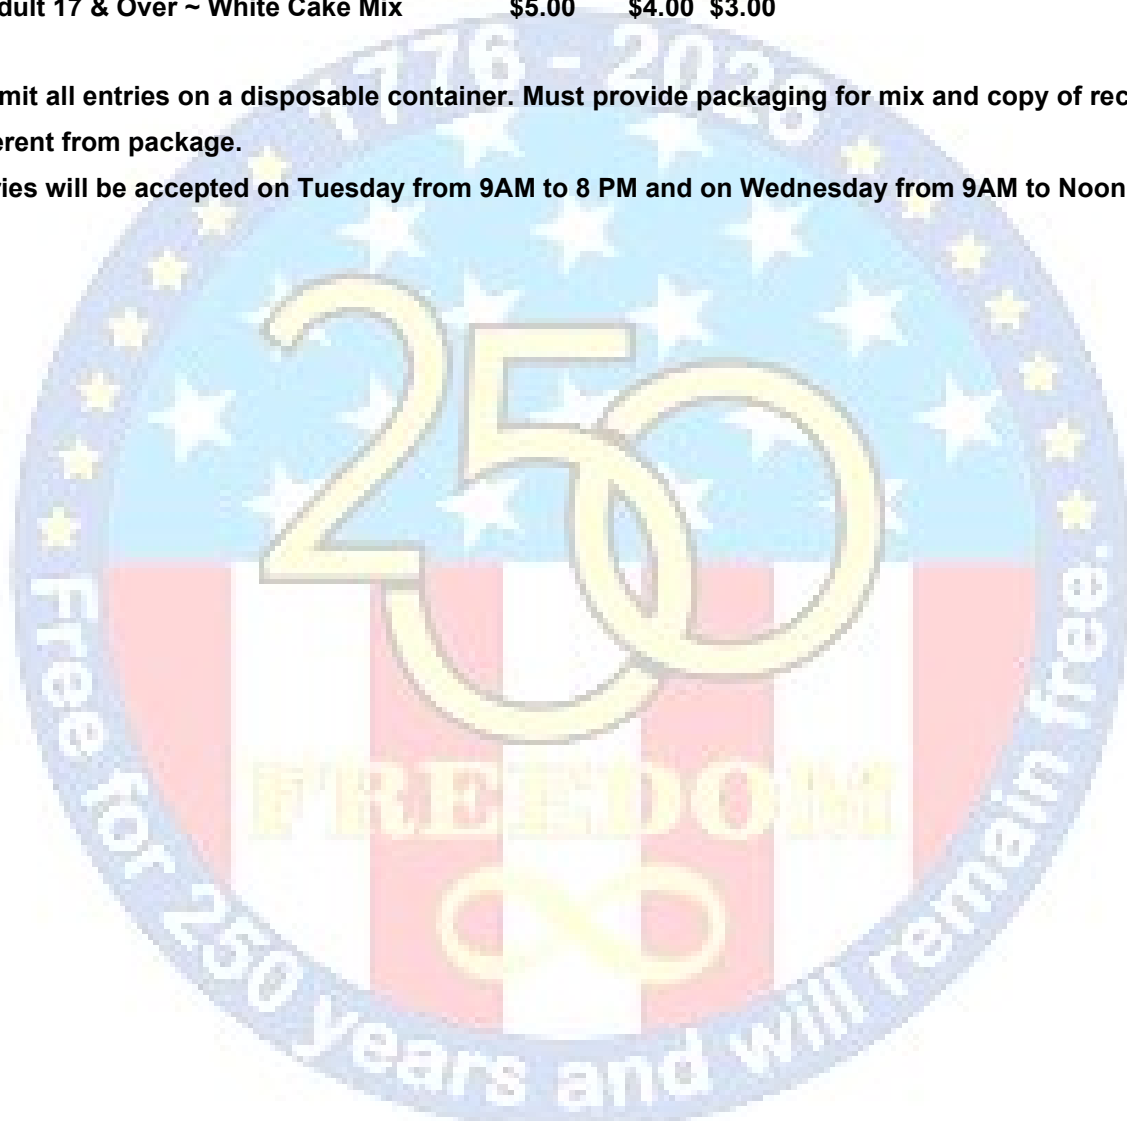 dult 17 & Over ~ White Cake Mix $5.00 $4.00 $3.00
1776 - 2026
mit all entries on a disposable container. Must provide packaging for mix and copy of rec
erent from package.
ries will be accepted on Tuesday from 9AM to 8 PM and on Wednesday from 9AM to Noon
250
FREEDOM
Free for 250 years and will remain free.